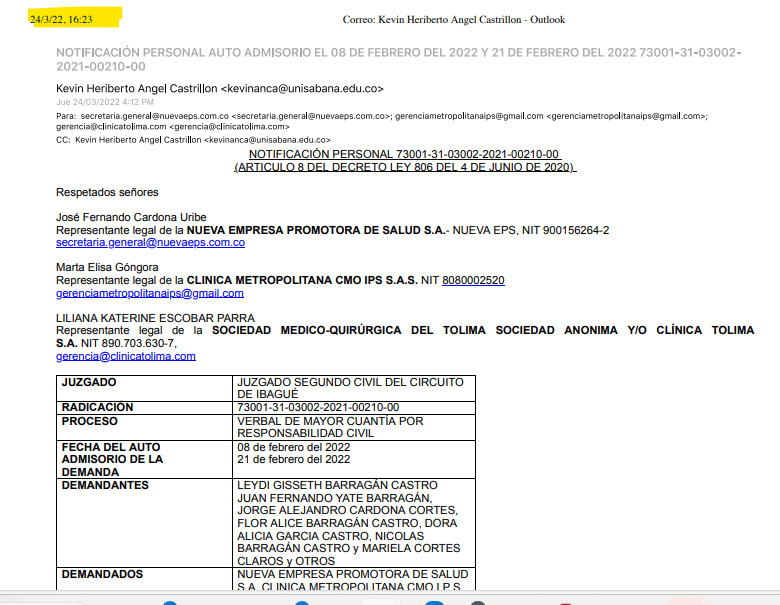 24/3/22, 16:23 Correo: Kevin Heriberto Angel Castrillon - Outlook
NOTIFICACIÓN PERSONAL AUTO ADMISORIO EL 08 DE FEBRERO DEL 2022 Y 21 DE FEBRERO DEL 2022 73001-31-03002-
2021-00210-00
Kevin Heriberto Angel Castrillon <kevinanca@unisabana.edu.co>
Jue 24/03/2022 4:12 PM
Para: secretaria.general@nuevaeps.com.co <secretaria.general@nuevaeps.com.co>; gerenciametropolitanaips@gmail.com <gerenciametropolitanaips@gmail.com>;
gerencia@clinicatolima.com <gerencia@clinicatolima.com>
CC: Kevin Heriberto Angel Castrillon <kevinanca@unisabana.edu.co>
NOTIFICACIÓN PERSONAL 73001-31-03002-2021-00210-00
(ARTICULO 8 DEL DECRETO LEY 806 DEL 4 DE JUNIO DE 2020)
Respetados señores
José Fernando Cardona Uribe
Representante legal de la NUEVA EMPRESA PROMOTORA DE SALUD S.A.- NUEVA EPS, NIT 900156264-2
secretaria.general@nuevaeps.com.co
Marta Elisa Góngora
Representante legal de la CLINICA METROPOLITANA CMO IPS S.A.S. NIT 8080002520
gerenciametropolitanaips@gmail.com
LILIANA KATERINE ESCOBAR PARRA
Representante legal de la SOCIEDAD MEDICO-QUIRÚRGICA DEL TOLIMA SOCIEDAD ANONIMA Y/O CLÍNICA TOLIMA
S.A. NIT 890.703.630-7,
gerencia@clinicatolima.com
JUZGADO JUZGADO SEGUNDO CIVIL DEL CIRCUITO
DE IBAGUÉ
RADICACIÓN 73001-31-03002-2021-00210-00
PROCESO VERBAL DE MAYOR CUANTÍA POR
RESPONSABILIDAD CIVIL
FECHA DEL AUTO 08 de febrero del 2022
ADMISORIO DE LA 21 de febrero del 2022
DEMANDA
DEMANDANTES LEYDI GISSETH BARRAGÁN CASTRO
JUAN FERNANDO YATE BARRAGÁN,
JORGE ALEJANDRO CARDONA CORTES,
FLOR ALICE BARRAGÁN CASTRO, DORA
ALICIA GARCIA CASTRO, NICOLAS
BARRAGÁN CASTRO y MARIELA CORTES
CLAROS y OTROS
DEMANDADOS NUEVA EMPRESA PROMOTORA DE SALUD
S.A, CLINICA METROPOLITANA CMO I.P.S